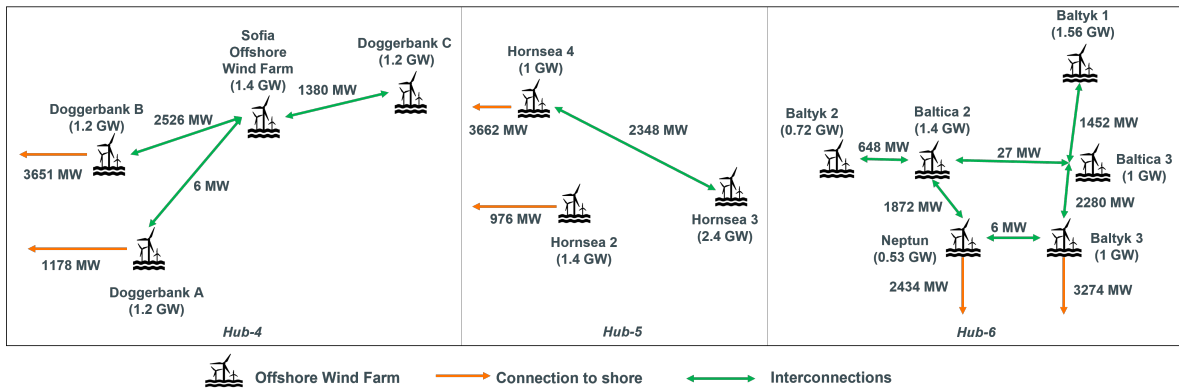 Sofia
Offshore
Wind Farm
(1.4 GW)
Doggerbank C
(1.2 GW)
1380 MW
Doggerbank B
(1.2 GW)
2526 MW
3651 MW
6 MW
1178 MW
Doggerbank A
(1.2 GW)
Hub-4
Hornsea 4
(1 GW)
3662 MW
2348 MW
976 MW
Hornsea 2
(1.4 GW)
Hornsea 3
(2.4 GW)
Hub-5
Baltyk 1
(1.56 GW)
Baltyk 2
(0.72 GW)
Baltica 2
(1.4 GW)
1452 MW
648 MW
27 MW
Baltica 3
(1 GW)
1872 MW
2280 MW
Neptun
(0.53 GW)
6 MW
Baltyk 3
(1 GW)
2434 MW
3274 MW
Hub-6
Offshore Wind Farm
Connection to shore
Interconnections